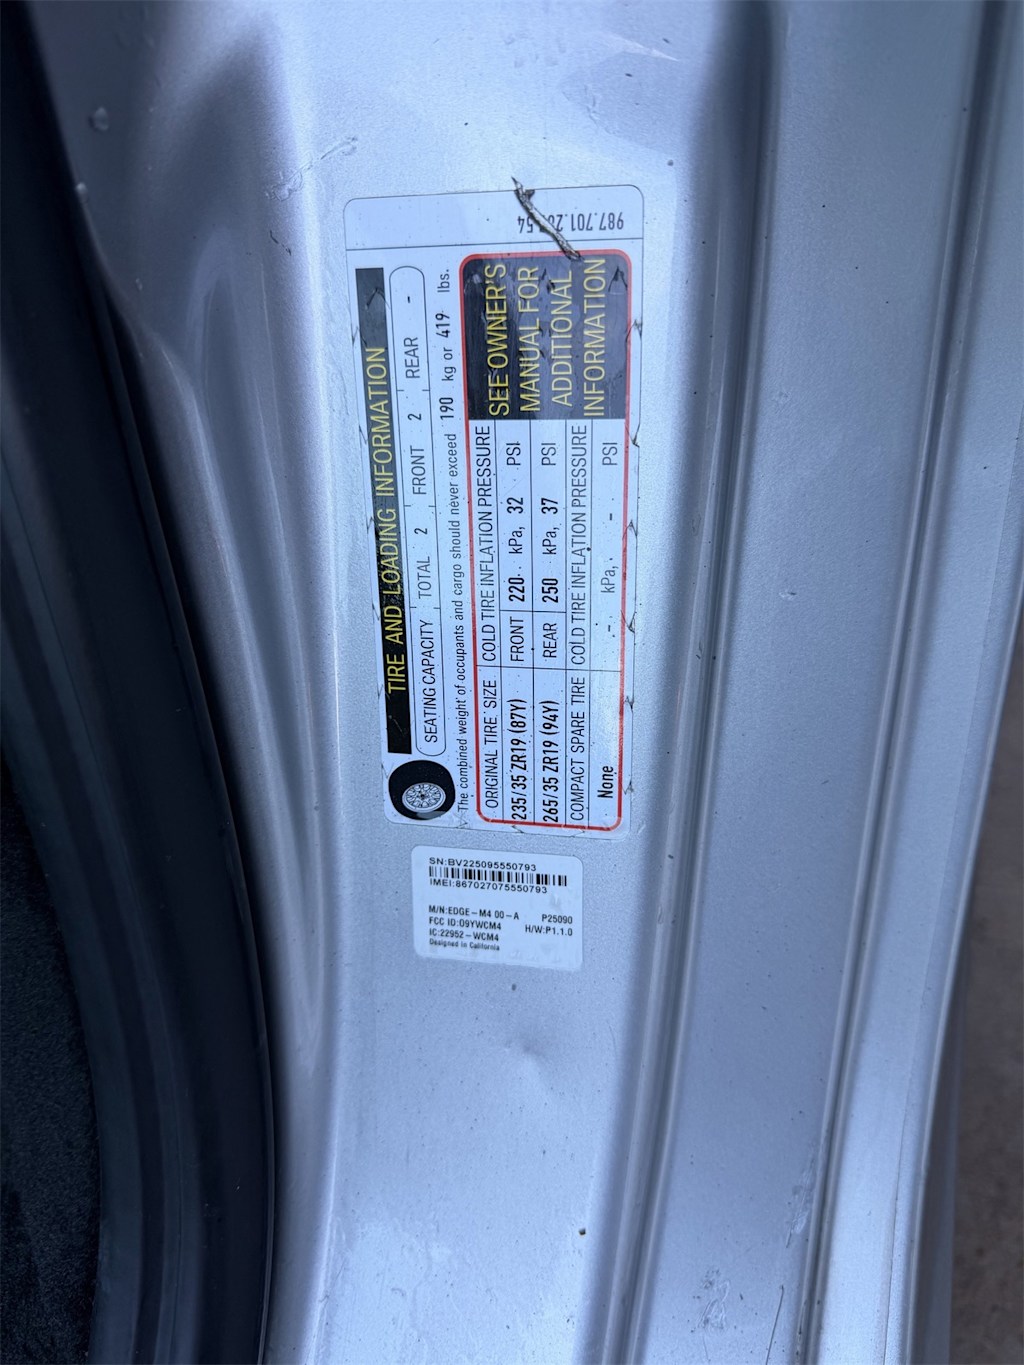 987.701.2 .54
TIRE AND LOADING INFORMATION
SEATING CAPACITY TOTAL 2 FRONT 2 REAR -
The combined weight of occupants and cargo should never exceed 190 kg or 419 lbs.
ORIGINAL TIRE SIZE COLD TIRE INFLATION PRESSURE
235/35 ZR19 (87Y) FRONT 220 kPa, 32 PSI
265/35 ZR19 (94Y) REAR 250 kPa, 37 PSI
COMPACT SPARE TIRE COLD TIRE INFLATION PRESSURE
None - kPa, - PSI
SEE OWNER'S
MANUAL FOR
ADDITIONAL
INFORMATION
SN:BV225095550793
IMEI:867027075550793
M/N:EDGE-M4 00-A P25090
FCC ID:O9YWCM4 H/W:P1.1.0
IC:22952-WCM4
Designed in California